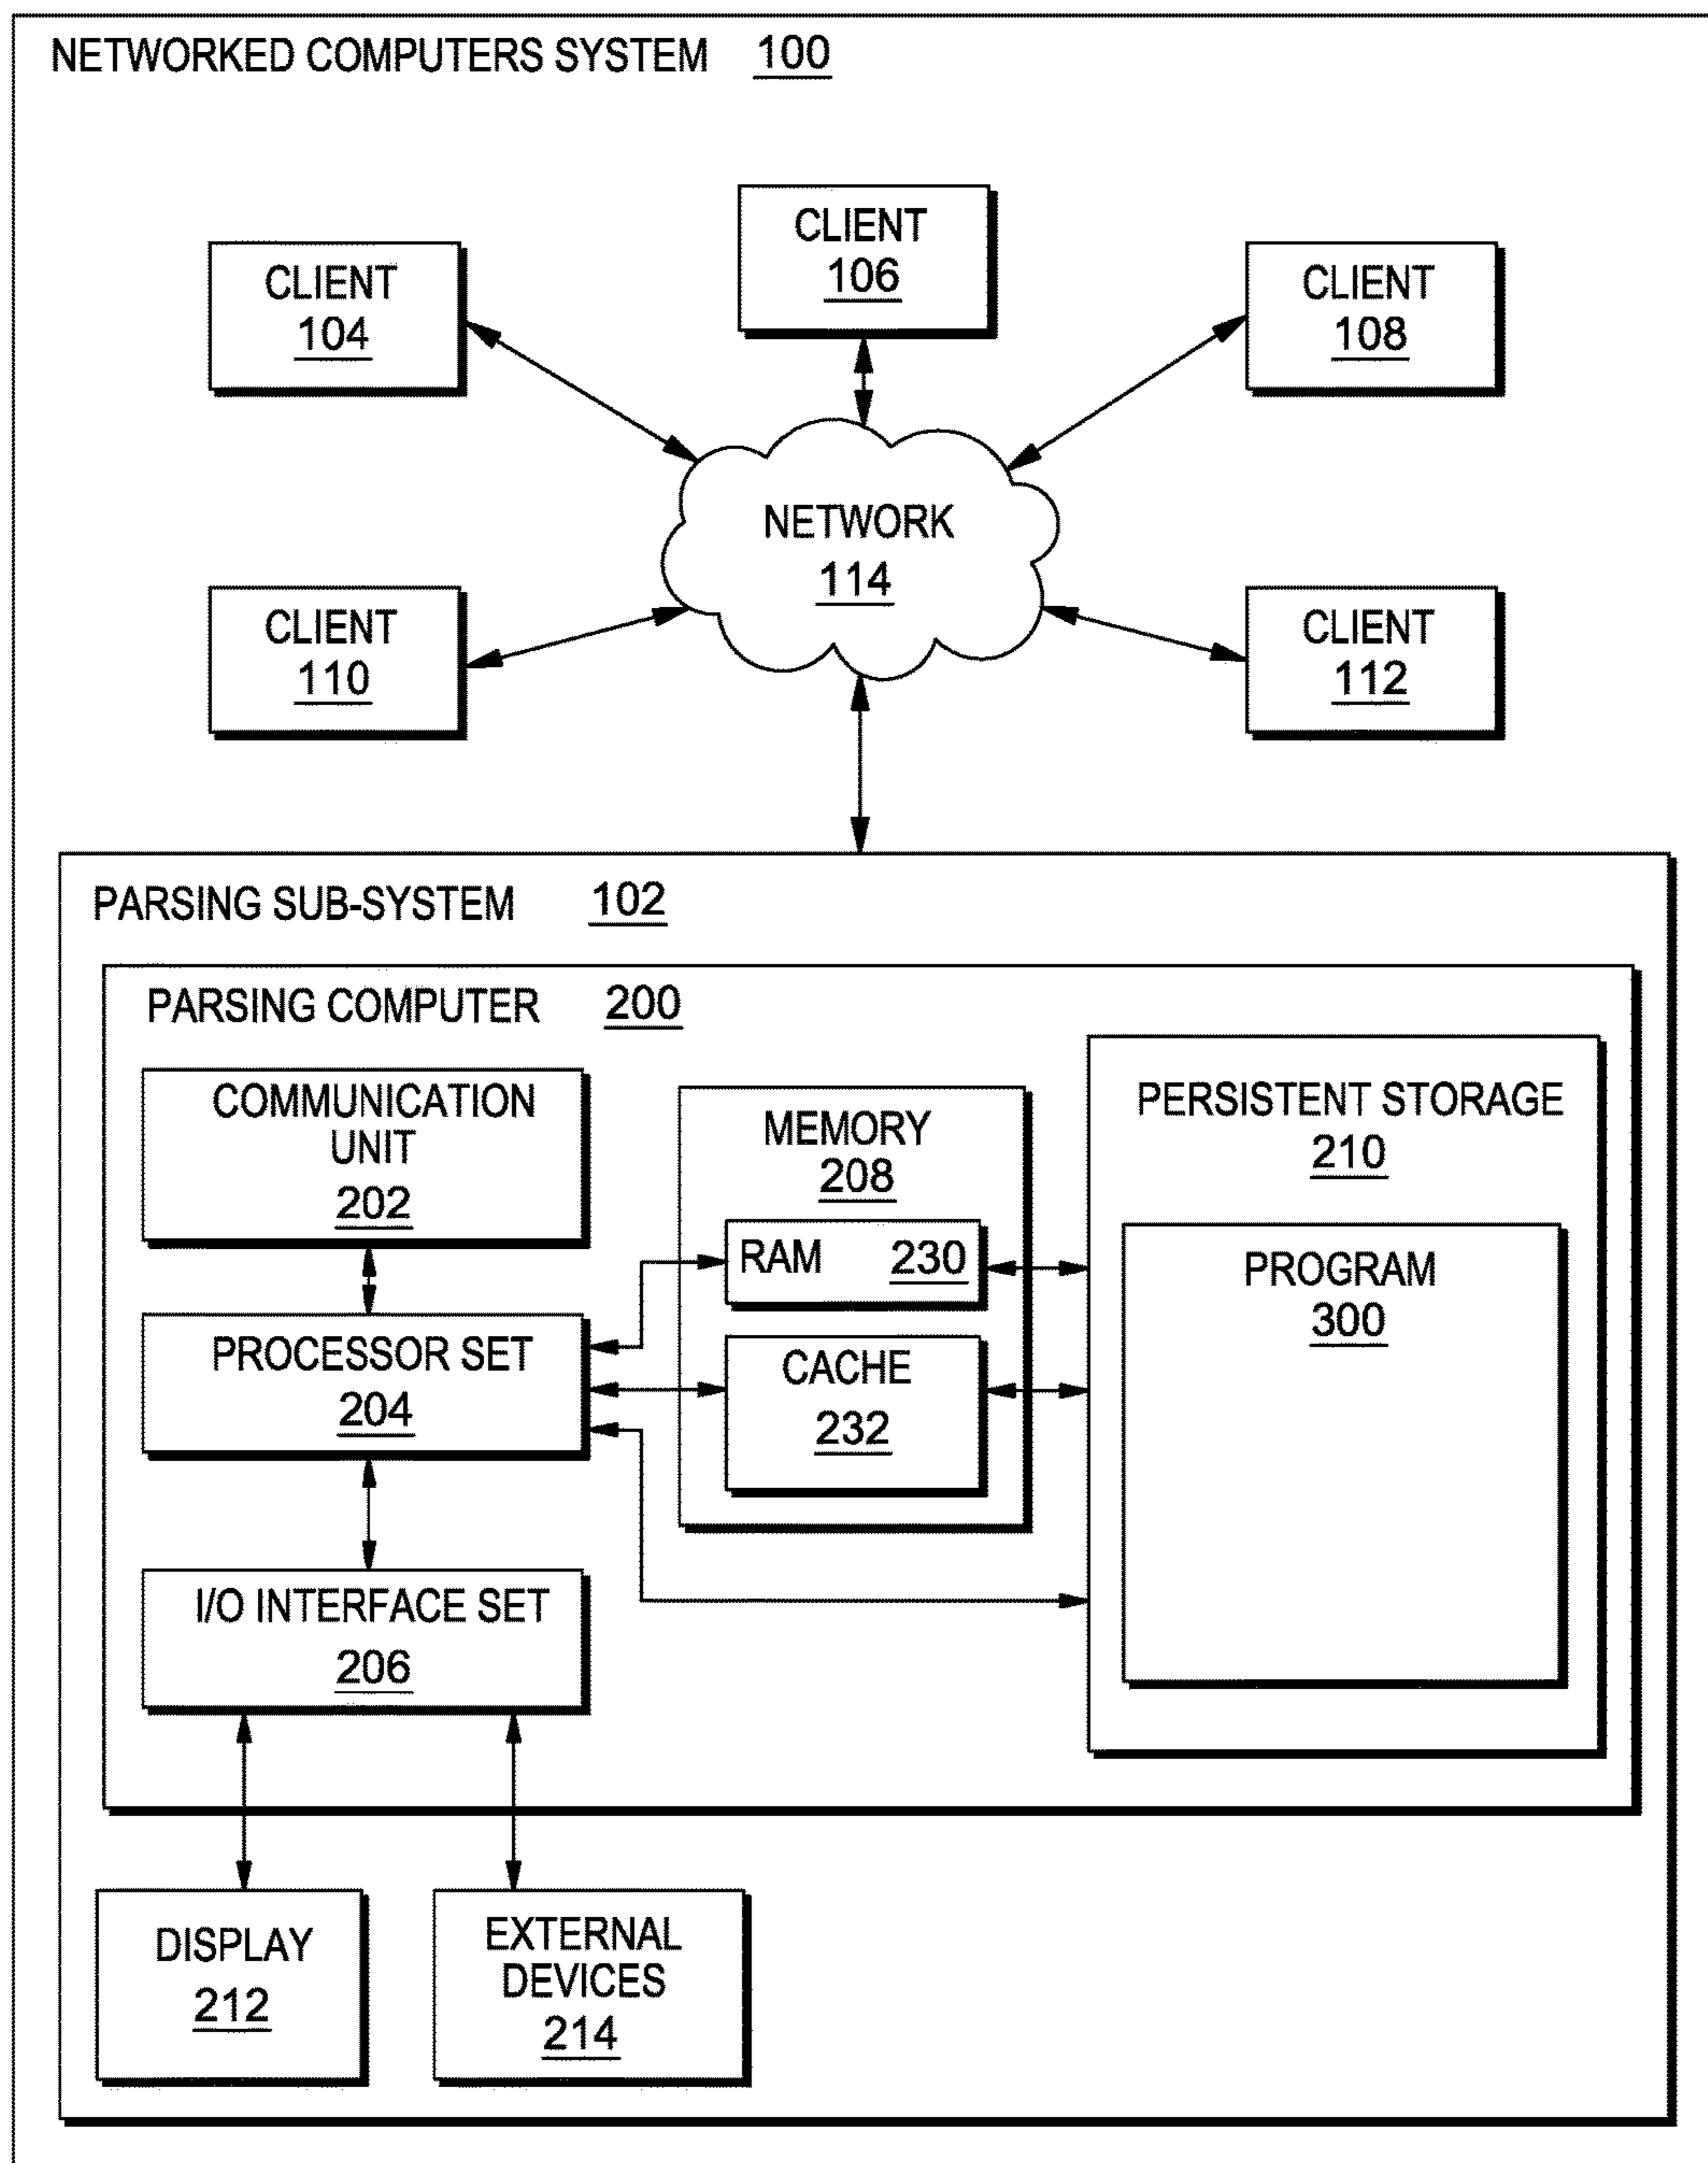 NETWORKED COMPUTERS SYSTEM 100
CLIENT
106
CLIENT
104
CLIENT
108
NETWORK
114
CLIENT
110
CLIENT
112
PARSING SUB-SYSTEM 102
PARSING COMPUTER 200
COMMUNICATION
UNIT
202
MEMORY
208
PERSISTENT STORAGE
210
RAM 230
PROGRAM
300
PROCESSOR SET
204
CACHE
232
I/O INTERFACE SET
206
DISPLAY
212
EXTERNAL
DEVICES
214